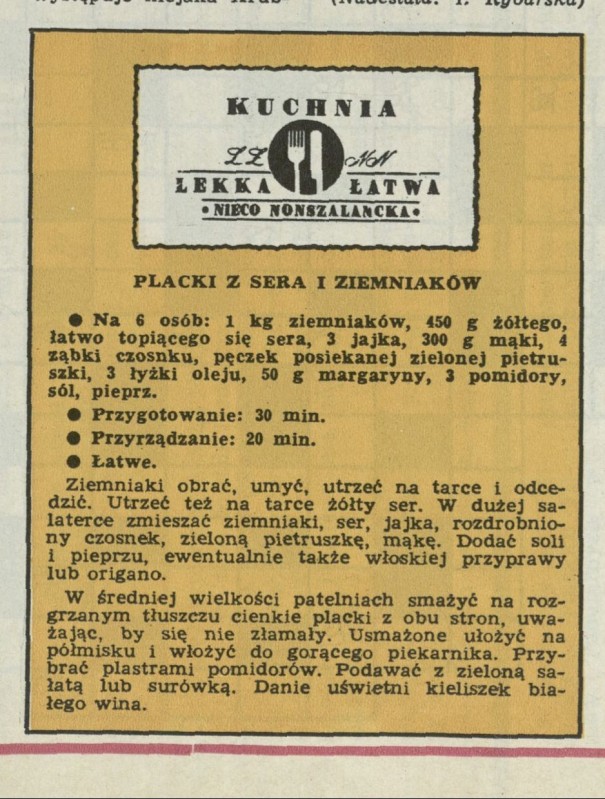 (Nadesłała: T. Rybarska)
KUCHNIA
ŁŁ NN
LEKKA ŁATWA
• NIECO NONSZALANCKA •
PLACKI Z SERA I ZIEMNIAKÓW
● Na 6 osób: 1 kg ziemniaków, 450 g żółtego,
łatwo topiącego się sera, 3 jajka, 300 g mąki, 4
ząbki czosnku, pęczek posiekanej zielonej pietru-
szki, 3 łyżki oleju, 50 g margaryny, 3 pomidory,
sól, pieprz.
● Przygotowanie: 30 min.
● Przyrządzanie: 20 min.
● Łatwe.
Ziemniaki obrać, umyć, utrzeć na tarce i odce-
dzić. Utrzeć też na tarce żółty ser. W dużej sa-
laterce zmieszać ziemniaki, ser, jajka, rozdrobnio-
ny czosnek, zieloną pietruszkę, mąkę. Dodać soli
i pieprzu, ewentualnie także włoskiej przyprawy
lub origano.
W średniej wielkości patelniach smażyć na roz-
grzanym tłuszczu cienkie placki z obu stron, uwa-
żając, by się nie złamały. Usmażone ułożyć na
półmisku i włożyć do gorącego piekarnika. Przy-
brać plastrami pomidorów. Podawać z zieloną sa-
łatą lub surówką. Danie uświetni kieliszek bia-
łego wina.